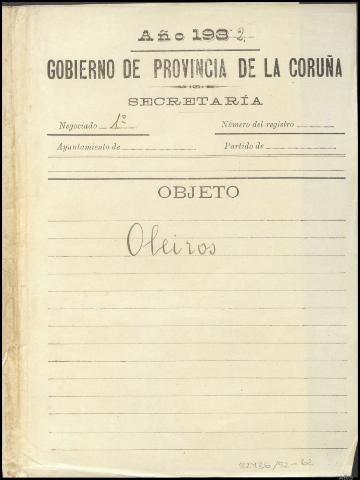 Año 1932.
GOBIERNO DE PROVINCIA DE LA CORUÑA
SECRETARÍA
Negociado 1º Número del registro
Ayuntamiento de Partido de
OBJETO
Oleiros